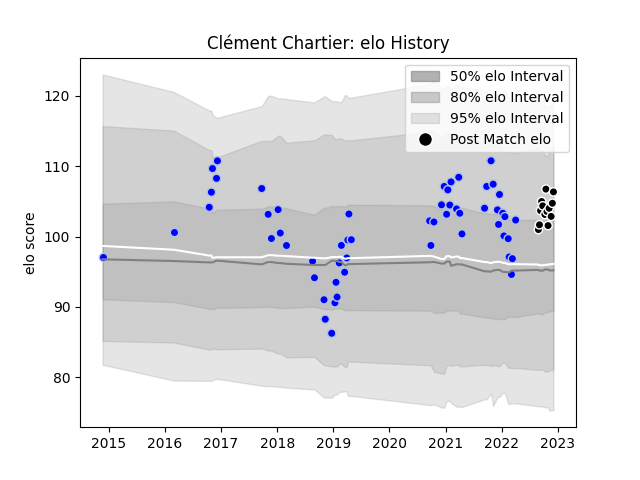 Clément Chartier: elo History
50% elo Interval
80% elo Interval
95% elo Interval
Post Match elo
elo score
120
110
100
90
80
2015 2016 2017 2018 2019 2020 2021 2022 2023